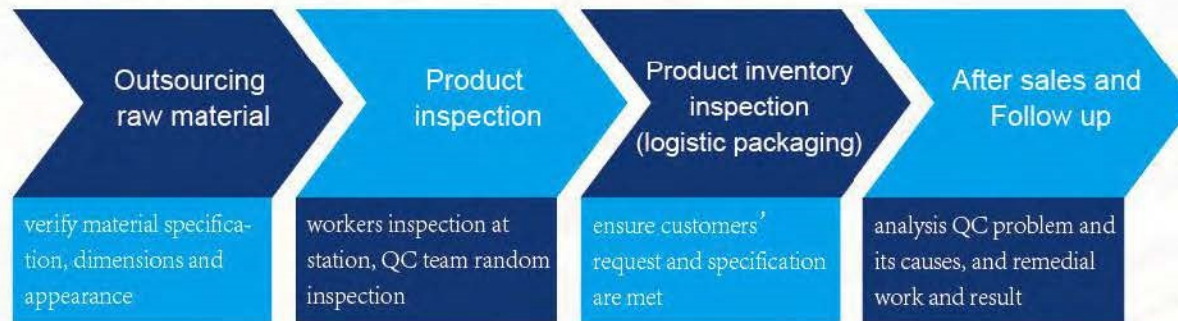 Outsourcing
raw material
verify material specifica-
tion, dimensions and
appearance
Product
inspection
workers inspection at
station, QC team random
inspection
Product inventory
inspection
(logistic packaging)
ensure customers’
request and specification
are met
After sales and
Follow up
analysis QC problem and
its causes, and remedial
work and result